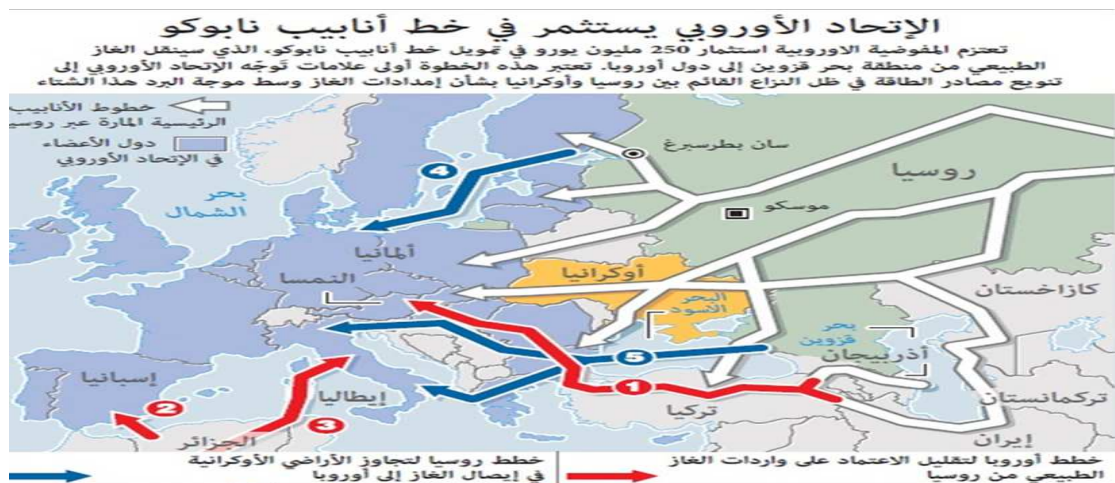 الإتحاد الأوروبي يستثمر في خط أنابيب نابوكو
تعتزم المفوضية الاوروبية استثمار 250 مليون يورو في تمويل خط أنابيب نابوكو، الذي سينقل الغاز
الطبيعي من منطقة بحر قزوين إلى دول أوروبا. تعتبر هذه الخطوة أولى علامات توَجّه الإتحاد الأوروبي إلى
تنويع مصادر الطاقة في ظل النزاع القائم بين روسيا وأوكرانيا بشأن إمدادات الغاز وسط موجة البرد هذا الشتاء
خطوط الأنابيب
الرئيسية المارة عبر روسيا
دول الأعضاء
في الإتحاد الأوروبي
سان بطرسبرغ
روسيا
موسكو
4
بحر
الشمال
ألمانيا
النمسا
أوكرانيا
كازاخستان
البحر
الاسود
بحر
قزوين
أذربيجان
5
إسبانيا
إيطاليا
1
تركيا
تركمانستان
إيران
2
3
الجزائر
خطط أوروبا لتقليل الاعتماد على واردات الغاز
الطبيعي من روسيا
خطط روسيا لتجاوز الأراضي الأوكرانية
في إيصال الغاز إلى أوروبا